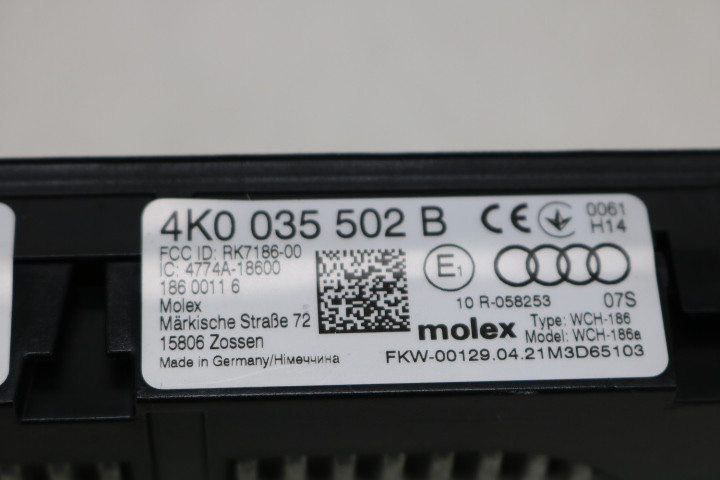 4K0 035 502 B CE 0061 H14
FCC ID: RK7186-00
IC: 4774A-18600
186 0011 6
Molex
Märkische Straße 72
15806 Zossen
Made in Germany/Німеччина
E1
10 R-058253 07S
molex Type: WCH-186
Model: WCH-186a
FKW-00129.04.21M3D65103